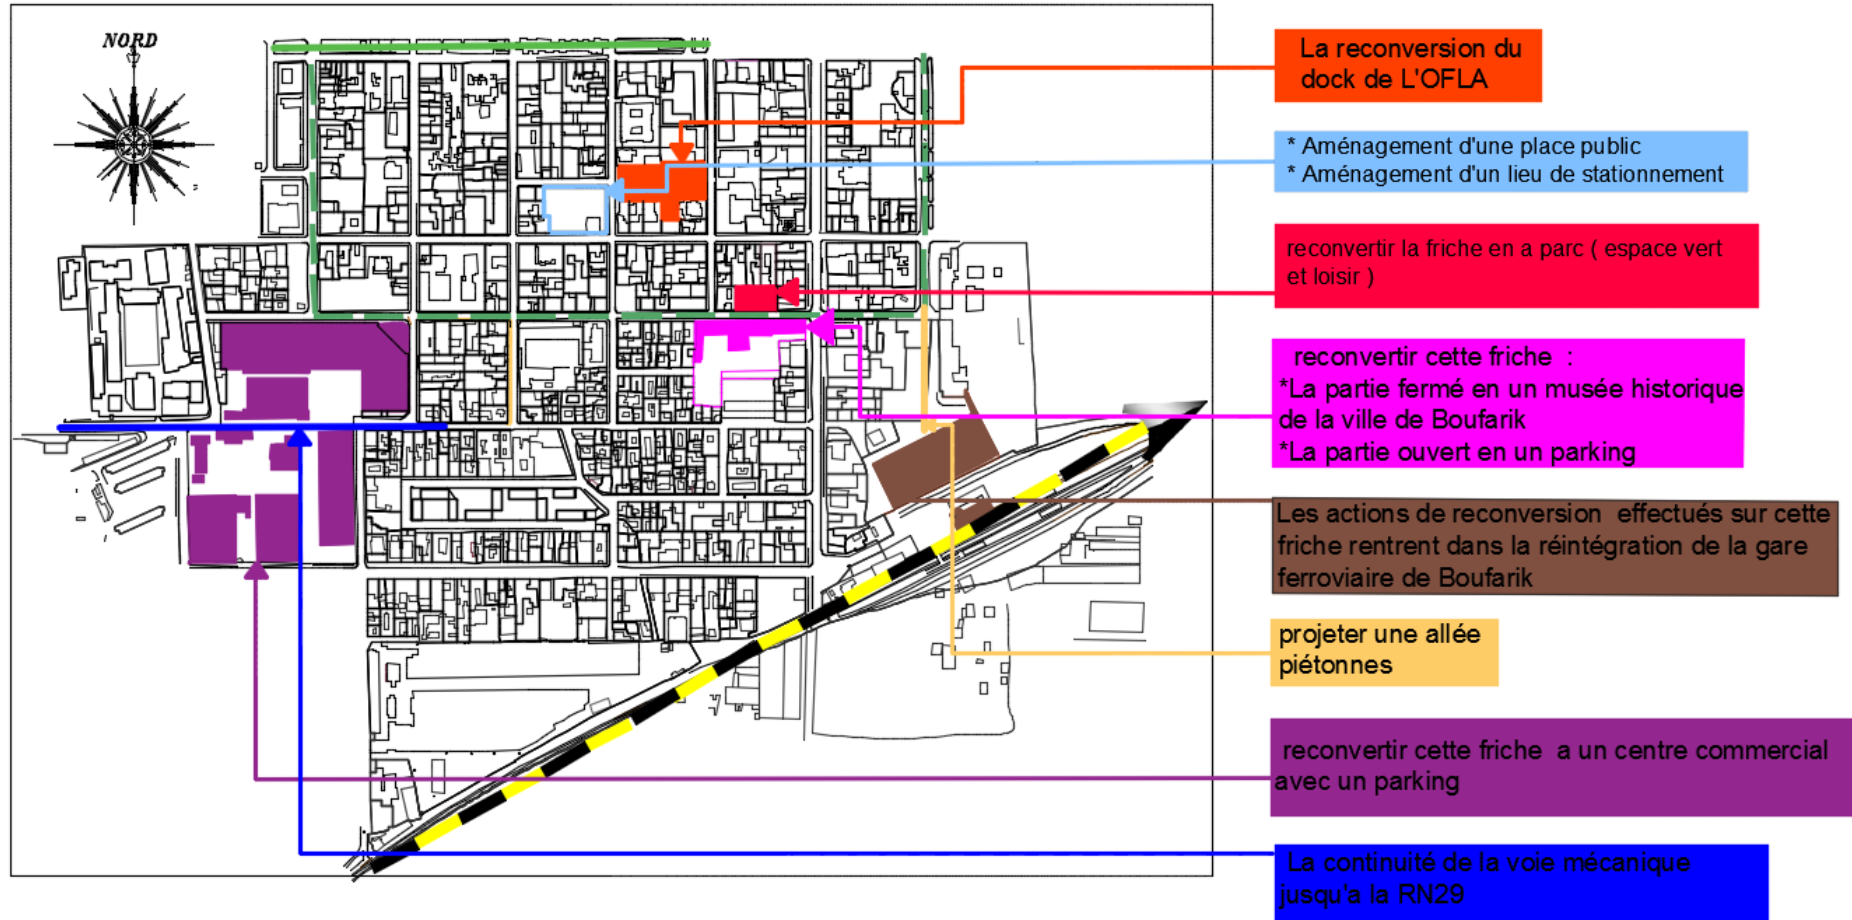 NORD
La reconversion du
dock de L'OFLA
* Aménagement d'une place public
* Aménagement d'un lieu de stationnement
reconvertir la friche en a parc ( espace vert
et loisir )
reconvertir cette friche :
*La partie fermé en un musée historique
de la ville de Boufarik
*La partie ouvert en un parking
Les actions de reconversion effectués sur cette
friche rentrent dans la réintégration de la gare
ferroviaire de Boufarik
projeter une allée
piétonnes
reconvertir cette friche a un centre commercial
avec un parking
La continuité de la voie mécanique
jusqu'a la RN29